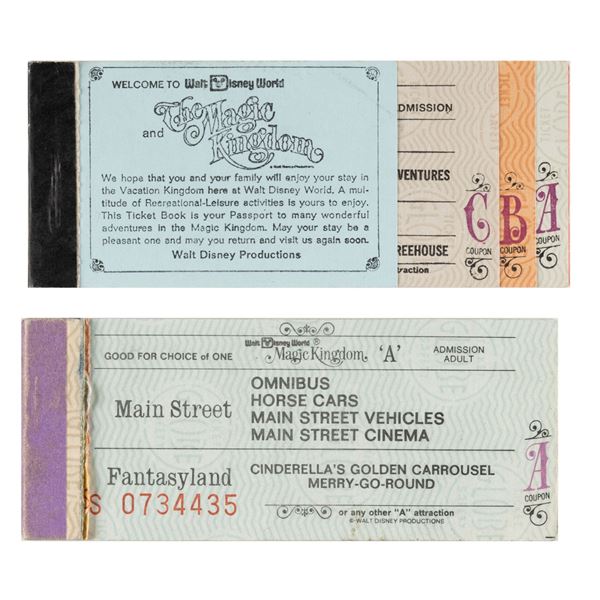 WELCOME TO Walt Disney World
and The Magic Kingdom
© Walt Disney Productions
We hope that you and your family will enjoy your stay in
the Vacation Kingdom here at Walt Disney World. A mul-
titude of Recreational-Leisure activities is yours to enjoy.
This Ticket Book is your Passport to many wonderful
adventures in the Magic Kingdom. May your stay be a
pleasant one and may you return and visit us again soon.
Walt Disney Productions
ADMISSION
VENTURES
REEHOUSE
attraction
C
COUPON
TICKET
B
COUPON
TICKET
A
COUPON
GOOD FOR CHOICE of ONE
Walt Disney World ®
Magic Kingdom
'A'
ADMISSION
ADULT
Main Street
OMNIBUS
HORSE CARS
MAIN STREET VEHICLES
MAIN STREET CINEMA
Fantasyland
CINDERELLA'S GOLDEN CARROUSEL
MERRY-GO-ROUND
S 0734435
or any other "A" attraction
© WALT DISNEY PRODUCTIONS
A
COUPON